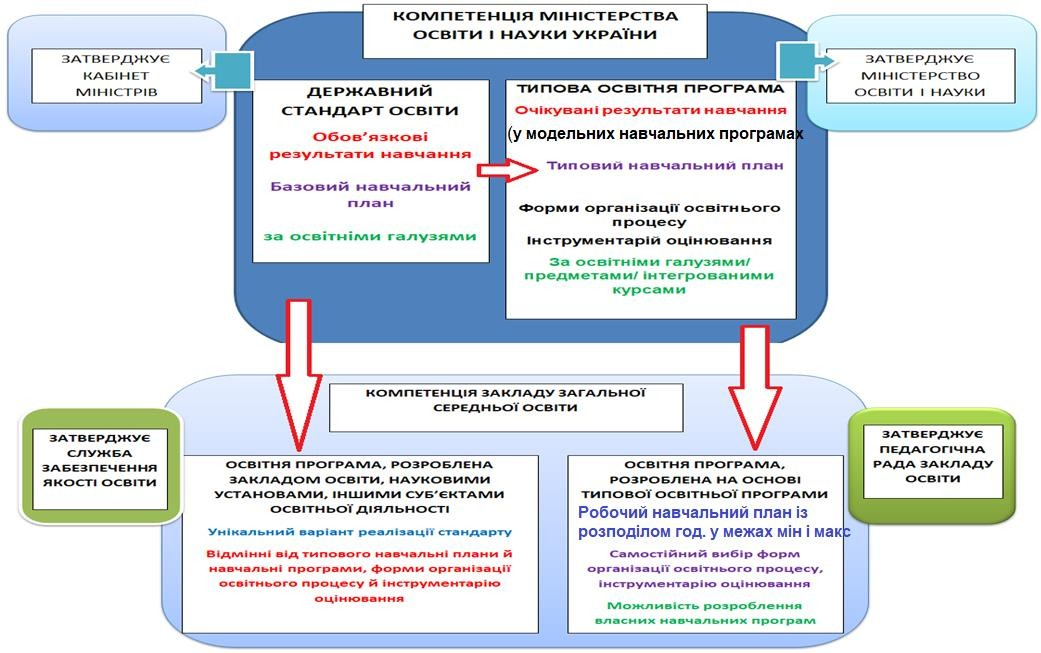 КОМПЕТЕНЦІЯ МІНІСТЕРСТВА
ОСВІТИ І НАУКИ УКРАЇНИ
ЗАТВЕРДЖУЄ
КАБІНЕТ
МІНІСТРІВ
ЗАТВЕРДЖУЄ
МІНІСТЕРСТВО
ОСВІТИ І НАУКИ
ДЕРЖАВНИЙ
СТАНДАРТ ОСВІТИ
Обов’язкові
результати навчання
Базовий навчальний
план
за освітніми галузями
ТИПОВА ОСВІТНЯ ПРОГРАМА
Очікувані результати навчання
(у модельних навчальних програмах
Типовий навчальний план
Форми організації освітнього
процесу
Інструментарій оцінювання
За освітніми галузями/
предметами/ інтегрованими
курсами
КОМПЕТЕНЦІЯ ЗАКЛАДУ ЗАГАЛЬНОЇ
СЕРЕДНЬОЇ ОСВІТИ
ЗАТВЕРДЖУЄ
СЛУЖБА
ЗАБЕЗПЕЧЕННЯ
ЯКОСТІ ОСВІТИ
ЗАТВЕРДЖУЄ
ПЕДАГОГІЧНА
РАДА ЗАКЛАДУ
ОСВІТИ
ОСВІТНЯ ПРОГРАМА, РОЗРОБЛЕНА
ЗАКЛАДОМ ОСВІТИ, НАУКОВИМИ
УСТАНОВАМИ, ІНШИМИ СУБ’ЄКТАМИ
ОСВІТНЬОЇ ДІЯЛЬНОСТІ
Унікальний варіант реалізації стандарту
Відмінні від типового навчальні плани й
навчальні програми, форми організації
освітнього процесу й інструментарію
оцінювання
ОСВІТНЯ ПРОГРАМА,
РОЗРОБЛЕНА НА ОСНОВІ
ТИПОВОЇ ОСВІТНЬОЇ ПРОГРАМИ
Робочий навчальний план із
розподілом год. у межах мін і макс
Самостійний вибір форм
організації освітнього процесу,
інструментарію оцінювання
Можливість розроблення
власних навчальних програм